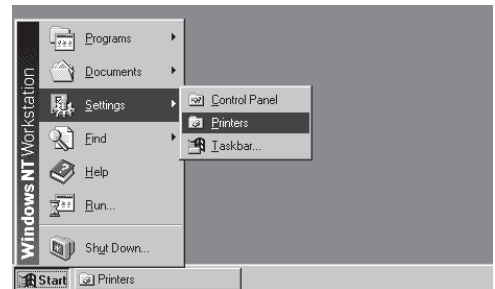 Windows NT Workstation
Programs
Documents
Settings
Find
Help
Run...
Shut Down...
Control Panel
Printers
Taskbar...
Start
Printers